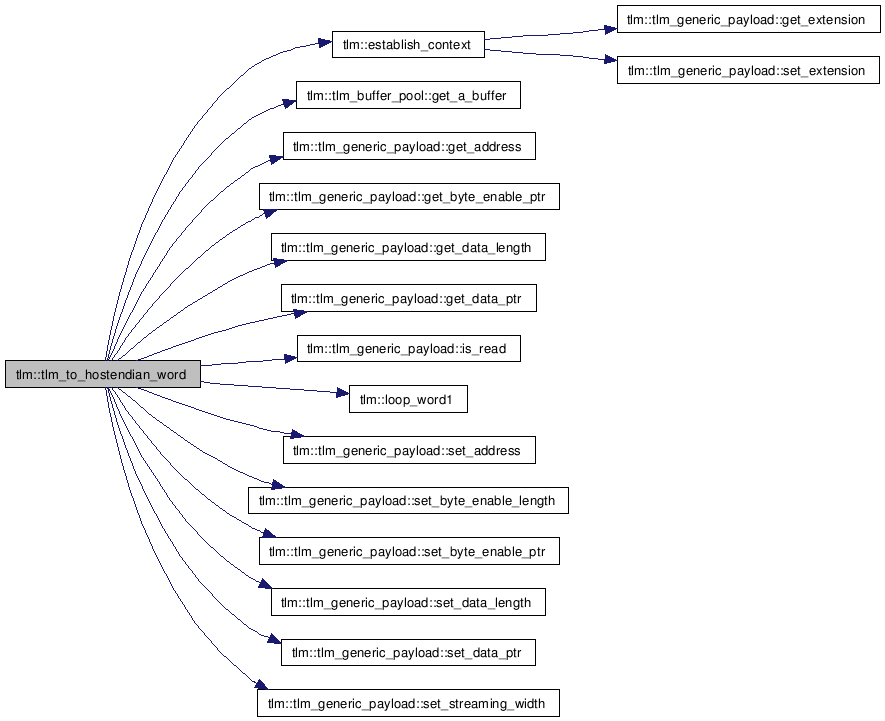 tlm::tlm_generic_payload::get_extension
tlm::establish_context
tlm::tlm_generic_payload::set_extension
tlm::tlm_buffer_pool::get_a_buffer
tlm::tlm_generic_payload::get_address
tlm::tlm_generic_payload::get_byte_enable_ptr
tlm::tlm_generic_payload::get_data_length
tlm::tlm_generic_payload::get_data_ptr
tlm::tlm_generic_payload::is_read
tlm::tlm_to_hostendian_word
tlm::loop_word1
tlm::tlm_generic_payload::set_address
tlm::tlm_generic_payload::set_byte_enable_length
tlm::tlm_generic_payload::set_byte_enable_ptr
tlm::tlm_generic_payload::set_data_length
tlm::tlm_generic_payload::set_data_ptr
tlm::tlm_generic_payload::set_streaming_width